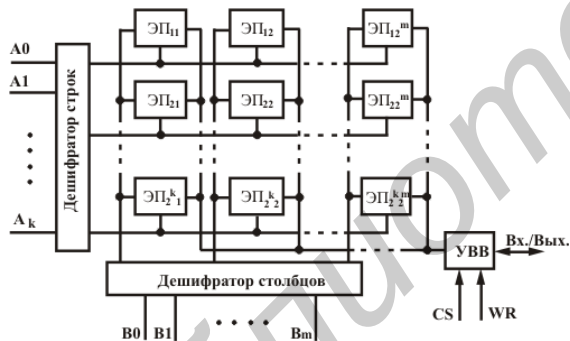 ЭП₁₁ ЭП₁₂ ЭП₁₂ᵐ
A0
A1
Дешифратор строк
ЭП₂₁ ЭП₂₂ ЭП₂₂ᵐ
ЭП₂ᵏ₁ ЭП₂ᵏ₂ ЭП₂ᵏ₂ᵐ
Aₖ
УВВ
Вх./Вых.
Дешифратор столбцов
CS WR
B0 B1 Bm